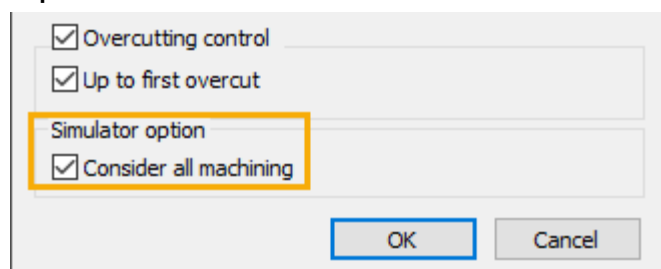 Overcutting control
Up to first overcut
Simulator option
Consider all machining
OK Cancel